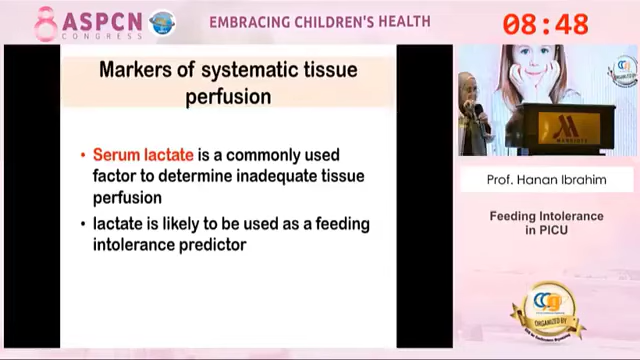 8 ASPCN
CONGRESS
EMBRACING CHILDREN'S HEALTH
08:48
Markers of systematic tissue
perfusion
• Serum lactate is a commonly used
factor to determine inadequate tissue
perfusion
• lactate is likely to be used as a feeding
intolerance predictor
MARRIOTT
Prof. Hanan Ibrahim
Feeding Intolerance
in PICU
ORGANIZED BY